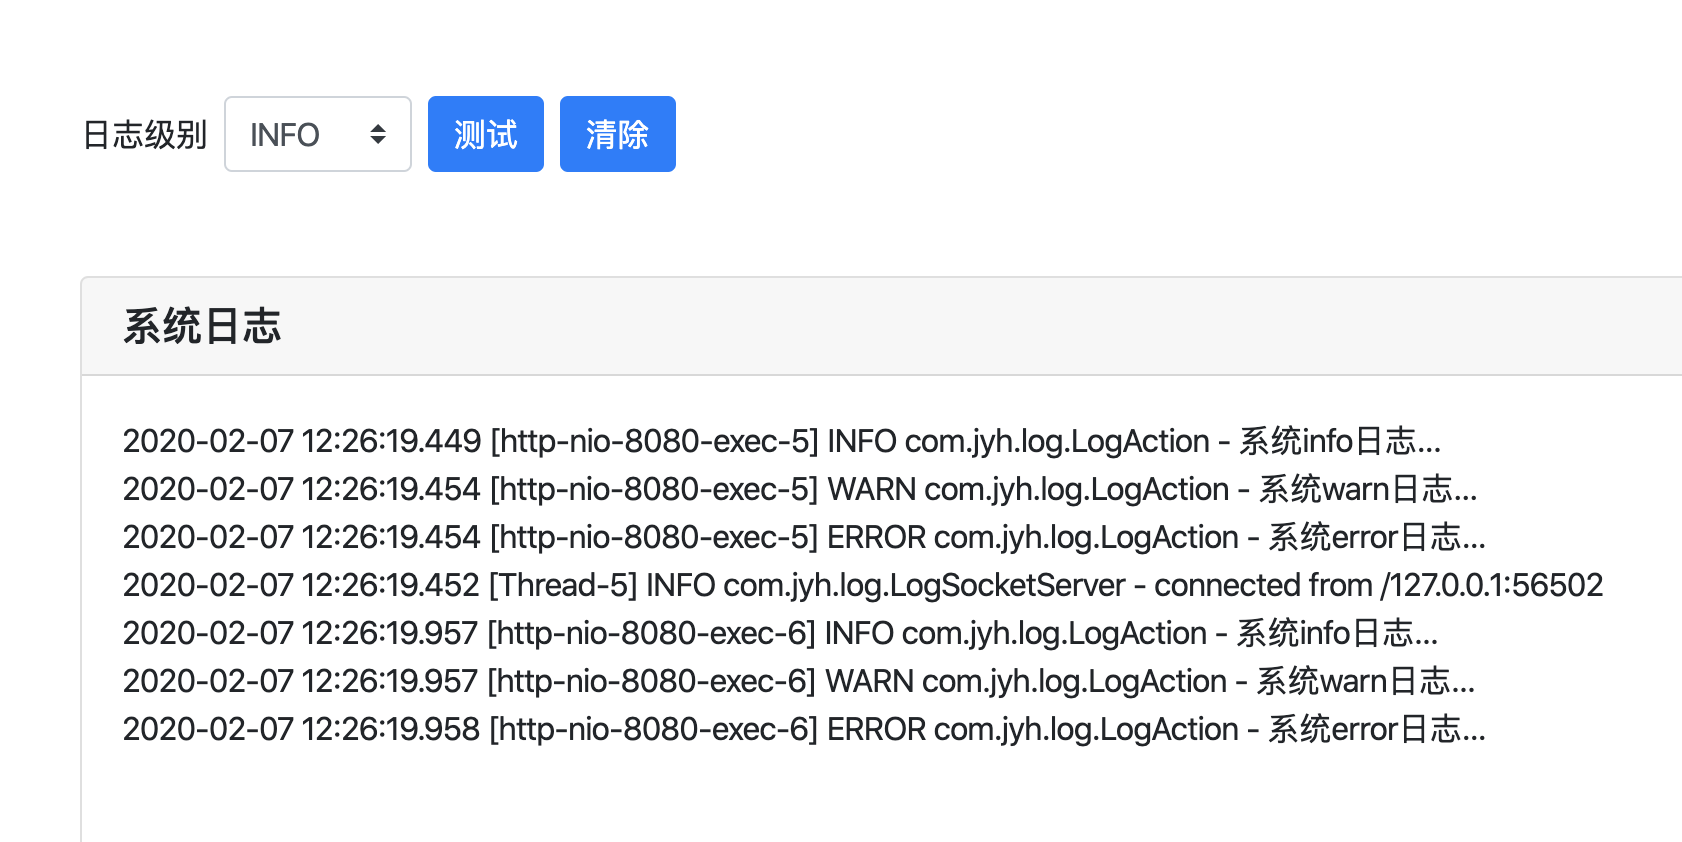 日志级别 INFO 测试 清除
系统日志
2020-02-07 12:26:19.449 [http-nio-8080-exec-5] INFO com.jyh.log.LogAction - 系统info日志...
2020-02-07 12:26:19.454 [http-nio-8080-exec-5] WARN com.jyh.log.LogAction - 系统warn日志...
2020-02-07 12:26:19.454 [http-nio-8080-exec-5] ERROR com.jyh.log.LogAction - 系统error日志...
2020-02-07 12:26:19.452 [Thread-5] INFO com.jyh.log.LogSocketServer - connected from /127.0.0.1:56502
2020-02-07 12:26:19.957 [http-nio-8080-exec-6] INFO com.jyh.log.LogAction - 系统info日志...
2020-02-07 12:26:19.957 [http-nio-8080-exec-6] WARN com.jyh.log.LogAction - 系统warn日志...
2020-02-07 12:26:19.958 [http-nio-8080-exec-6] ERROR com.jyh.log.LogAction - 系统error日志...